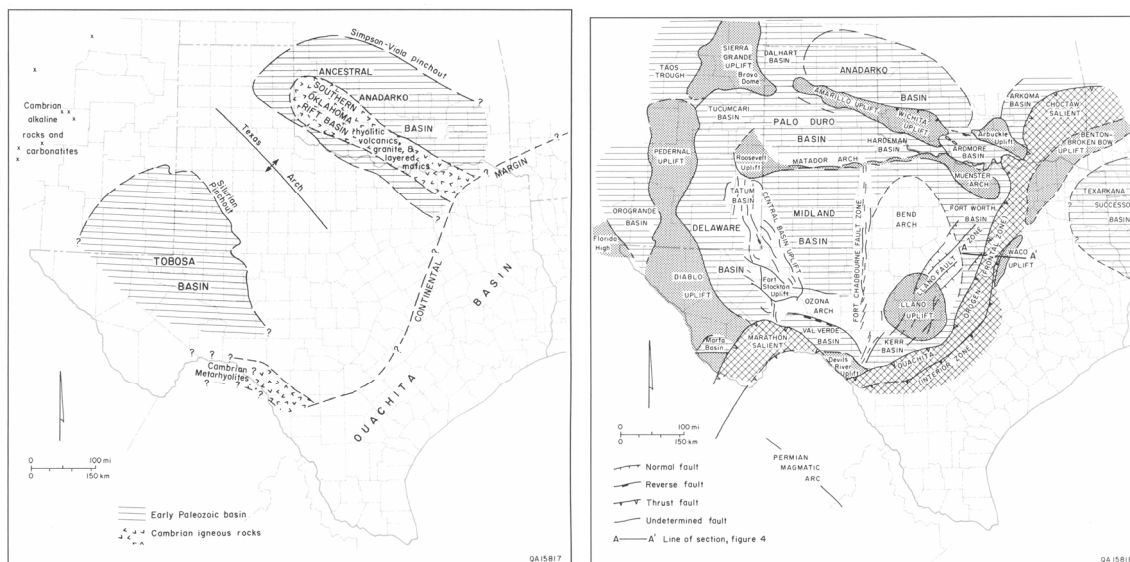 Simpson-Viola pinchout
?
ANCESTRAL
ANADARKO
BASIN
SOUTHERN
OKLAHOMA
RIFT BASIN
rhyolitic
volcanics,
granite, &
layered
mafics
?
?
?
MARGIN
Cambrian
alkaline
rocks and
carbonatites
Texas
Arch
Silurian
Pinchout
?
TOBOSA
BASIN
?
CONTINENTAL
OUACHITA
BASIN
? ? ?
Cambrian
Metarhyolites
? ? ? ?
?
?
0 100 mi
0 150 km
Early Paleozoic basin
Cambrian igneous rocks
QA15817
SIERRA
GRANDE
UPLIFT
Bravo
Dome
DALHART
BASIN
TAOS
TROUGH
ANADARKO
BASIN
AMARILLO UPLIFT
WICHITA
UPLIFT
TUCUMCARI
BASIN
PALO DURO
BASIN
HARDEMAN
BASIN
ARKOMA
BASIN
CHOCTAW
SALIENT
Arbuckle
Uplift
ARDMORE
BASIN
BENTON-
BROKEN BOW
UPLIFT
PEDERNAL
UPLIFT
Roosevelt
Uplift
MATADOR ARCH
MUENSTER
ARCH
TEXARKANA
SUCCESSOR
BASIN
TATUM
BASIN
CENTRAL BASIN UPLIFT
MIDLAND
BASIN
FORT CHADBOURNE FAULT ZONE
BEND
ARCH
FORT WORTH
BASIN
OROGRANDE
BASIN
DELAWARE
BASIN
Florida
High
DIABLO
UPLIFT
Fort
Stockton
Uplift
OZONA
ARCH
LLANO FAULT ZONE
A A'
WACO
UPLIFT
LLANO
UPLIFT
VAL VERDE
BASIN
KERR
BASIN
Marfa
Basin
MARATHON
SALIENT
Devils
River
Uplift
OUACHITA OROGEN (FRONTAL ZONE)
(INTERIOR ZONE)
0 100 mi
0 150 km
PERMIAN
MAGMATIC
ARC
Normal fault
Reverse fault
Thrust fault
Undetermined fault
A A' Line of section, figure 4